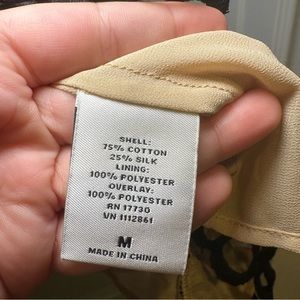 SHELL:
75% COTTON
25% SILK
LINING:
100% POLYESTER
OVERLAY:
100% POLYESTER
RN 17730
VN 1112861
M
MADE IN CHINA